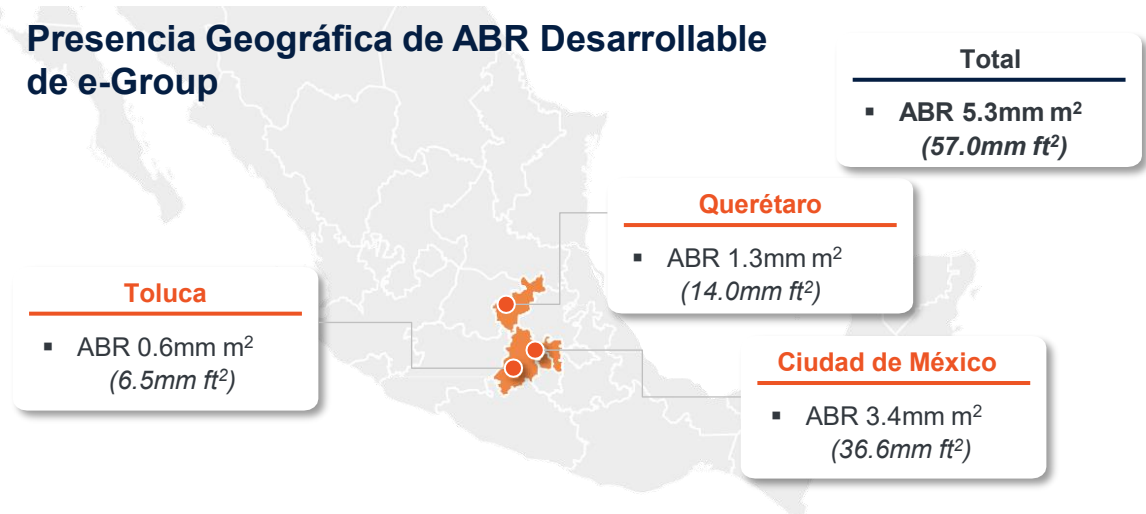 Presencia Geográfica de ABR Desarrollable
de e-Group
Total
▪ ABR 5.3mm m²
(57.0mm ft²)
Querétaro
▪ ABR 1.3mm m²
(14.0mm ft²)
Toluca
▪ ABR 0.6mm m²
(6.5mm ft²)
Ciudad de México
▪ ABR 3.4mm m²
(36.6mm ft²)